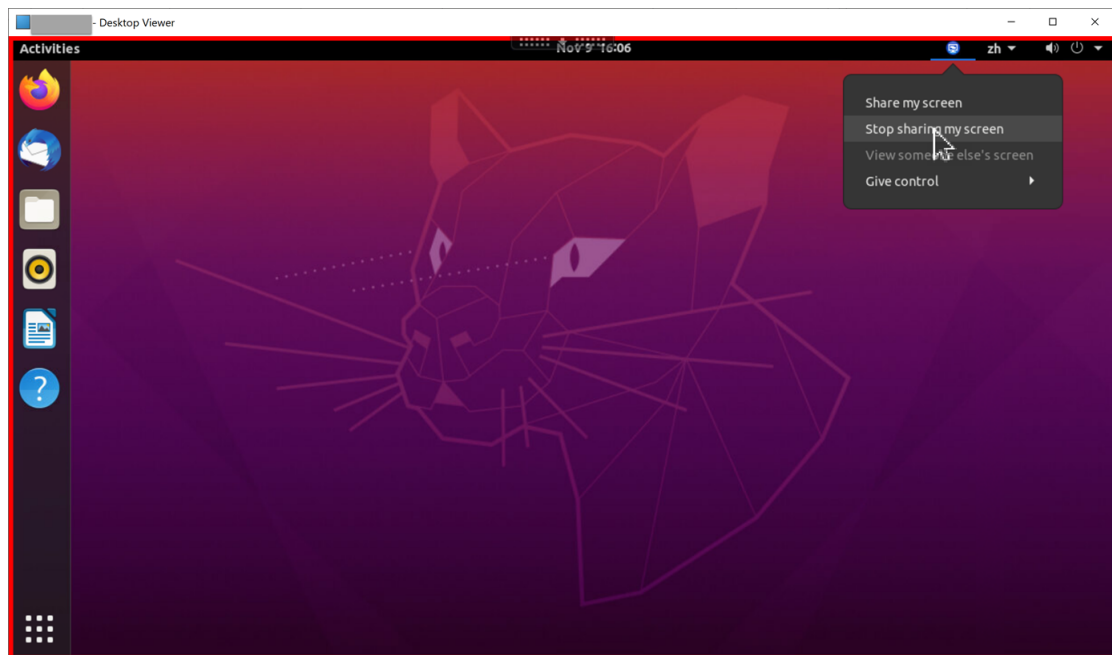 - Desktop Viewer
Activities
Nov 9 16:06
zh
Share my screen
Stop sharing my screen
View someone else's screen
Give control
?